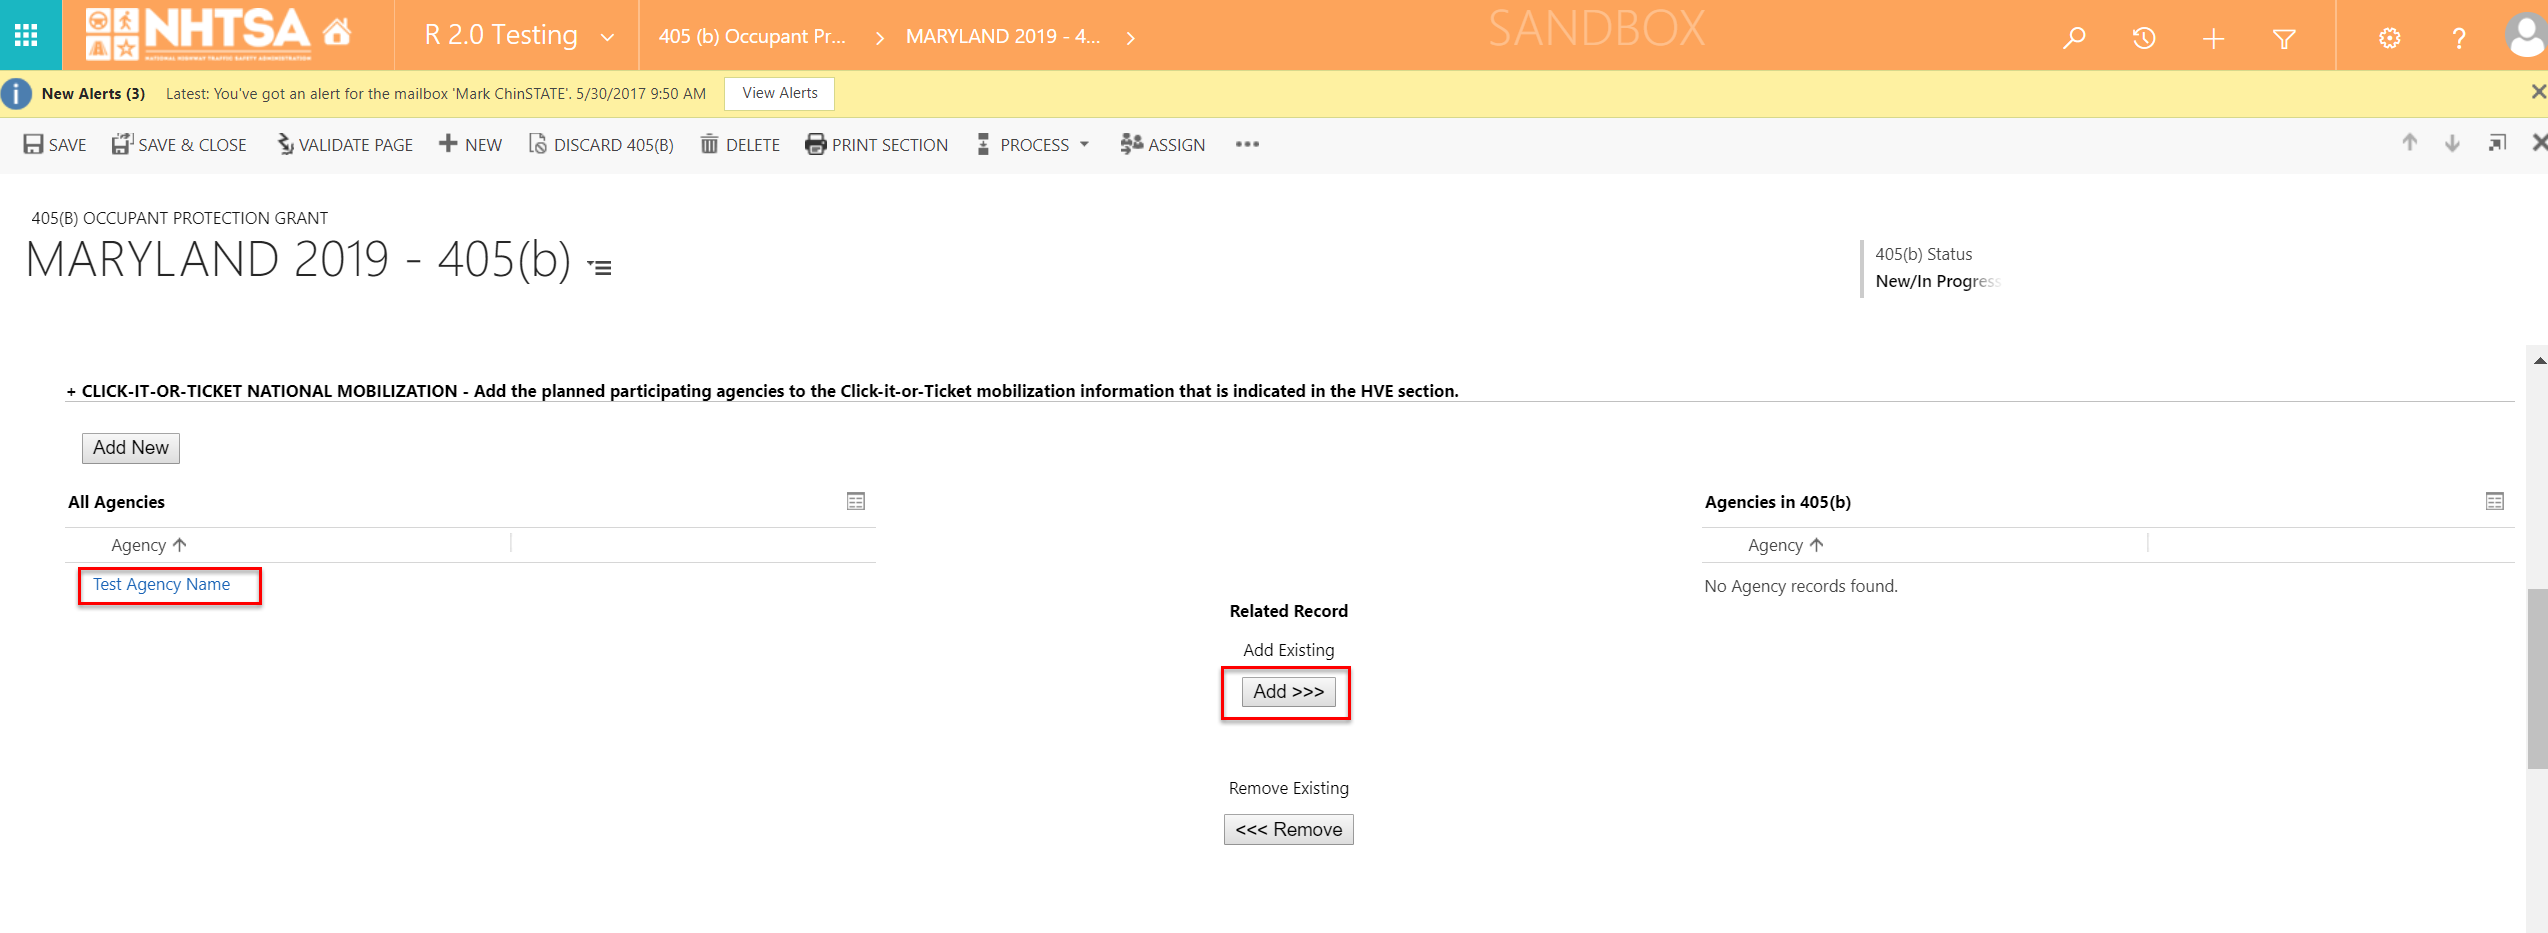 NHTSA
NATIONAL HIGHWAY TRAFFIC SAFETY ADMINISTRATION
R 2.0 Testing
405 (b) Occupant Pr...
MARYLAND 2019 - 4...
SANDBOX
New Alerts (3) Latest: You've got an alert for the mailbox 'Mark ChinSTATE'. 5/30/2017 9:50 AM View Alerts
SAVE SAVE & CLOSE VALIDATE PAGE NEW DISCARD 405(B) DELETE PRINT SECTION PROCESS ASSIGN •••
405(B) OCCUPANT PROTECTION GRANT
MARYLAND 2019 - 405(b)
405(b) Status
New/In Progress
+ CLICK-IT-OR-TICKET NATIONAL MOBILIZATION - Add the planned participating agencies to the Click-it-or-Ticket mobilization information that is indicated in the HVE section.
Add New
All Agencies
Agency
Test Agency Name
Related Record
Add Existing
Add >>>
Remove Existing
<<< Remove
Agencies in 405(b)
Agency
No Agency records found.